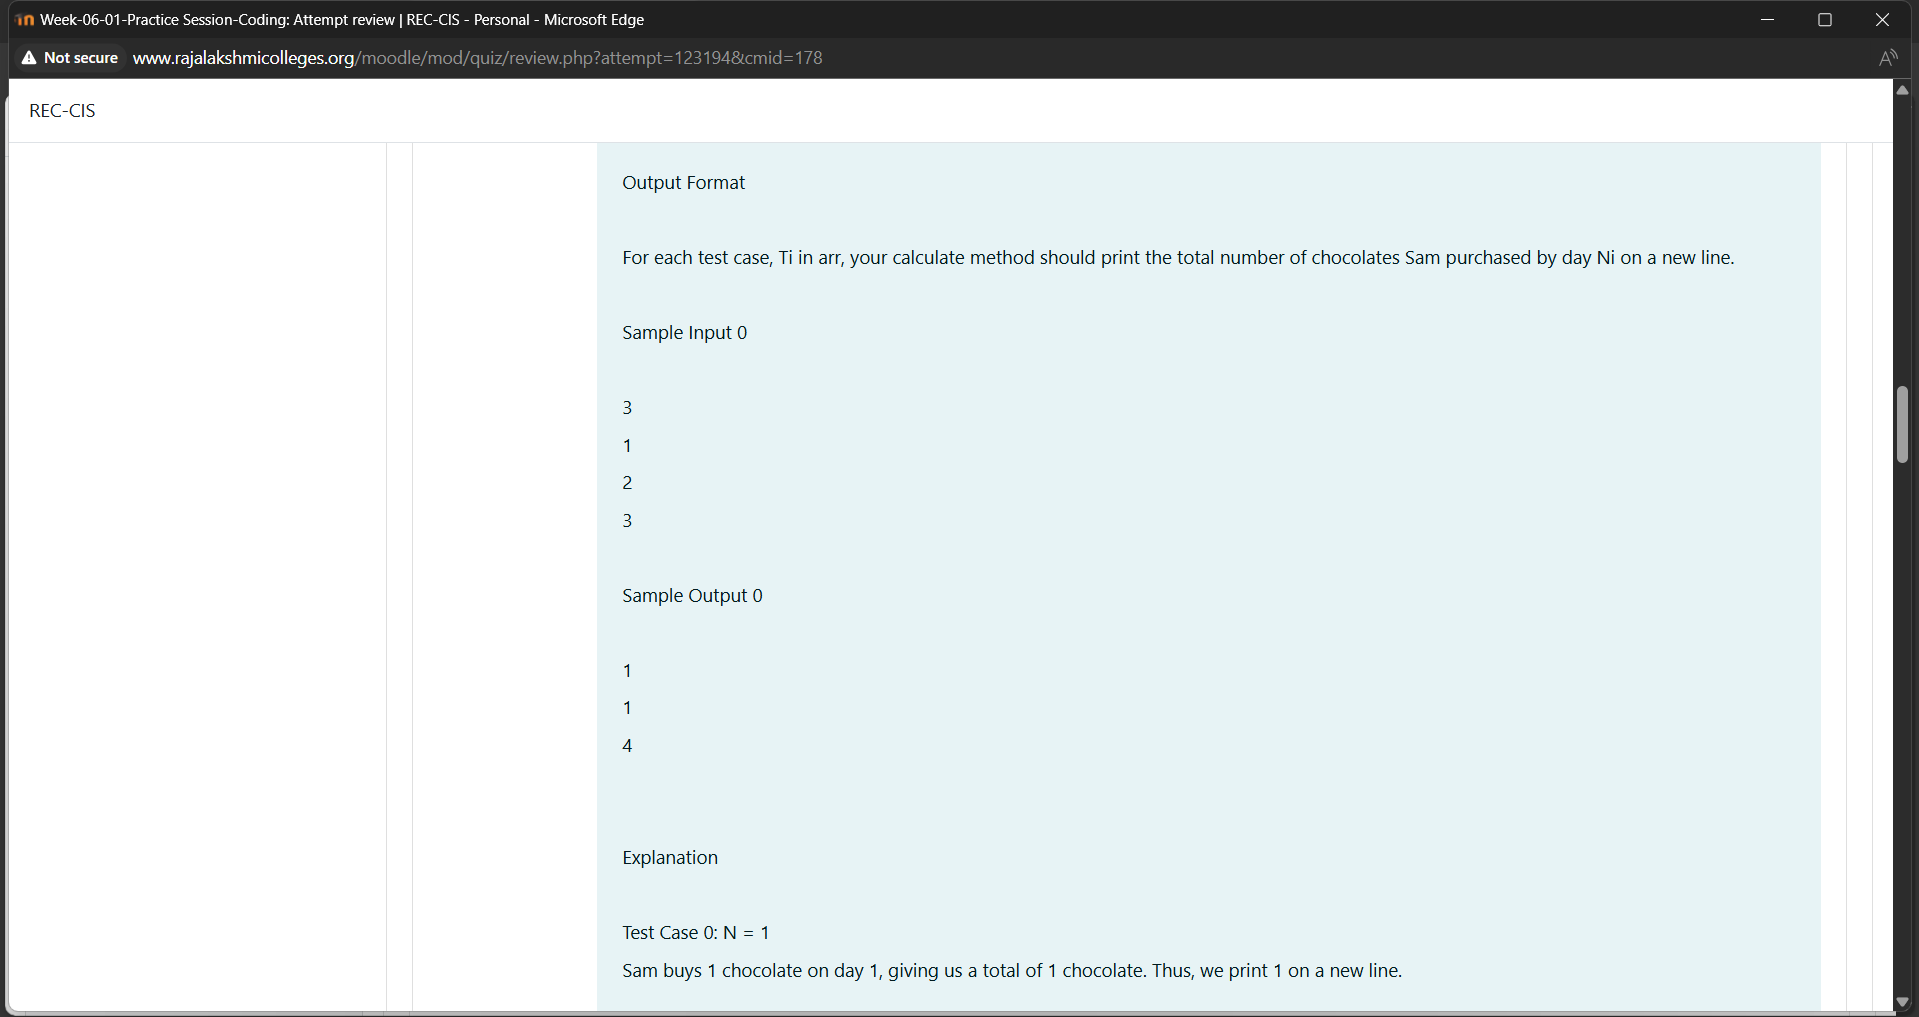 Week-06-01-Practice Session-Coding: Attempt review | REC-CIS - Personal - Microsoft Edge
Not secure www.rajalakshmicolleges.org/moodle/mod/quiz/review.php?attempt=123194&cmid=178
REC-CIS
Output Format
For each test case, Ti in arr, your calculate method should print the total number of chocolates Sam purchased by day Ni on a new line.
Sample Input 0
3
1
2
3
Sample Output 0
1
1
4
Explanation
Test Case 0: N = 1
Sam buys 1 chocolate on day 1, giving us a total of 1 chocolate. Thus, we print 1 on a new line.